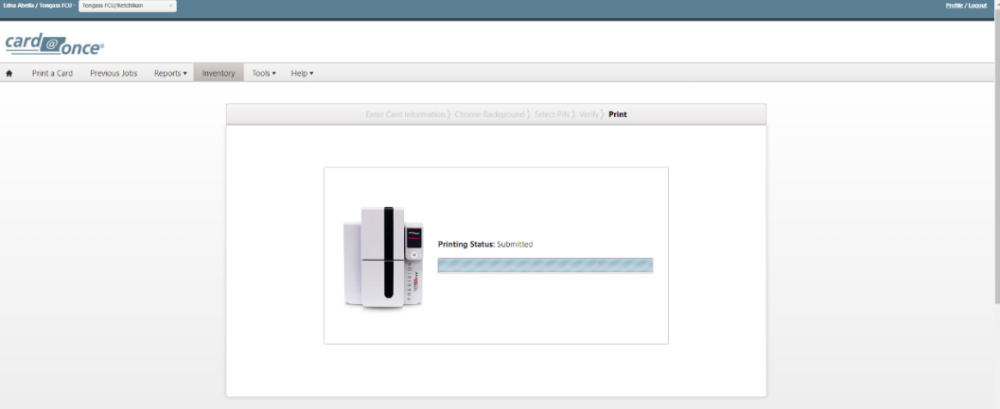 Edna Abella / Tongass FCU - Tongass FCU/Ketchikan
Profile / Logout
card@once®
Print a Card Previous Jobs Reports ▾ Inventory Tools ▾ Help ▾
Enter Card Information 〉 Choose Background 〉 Select PIN 〉 Verify 〉 Print
Printing Status: Submitted
PRECISION